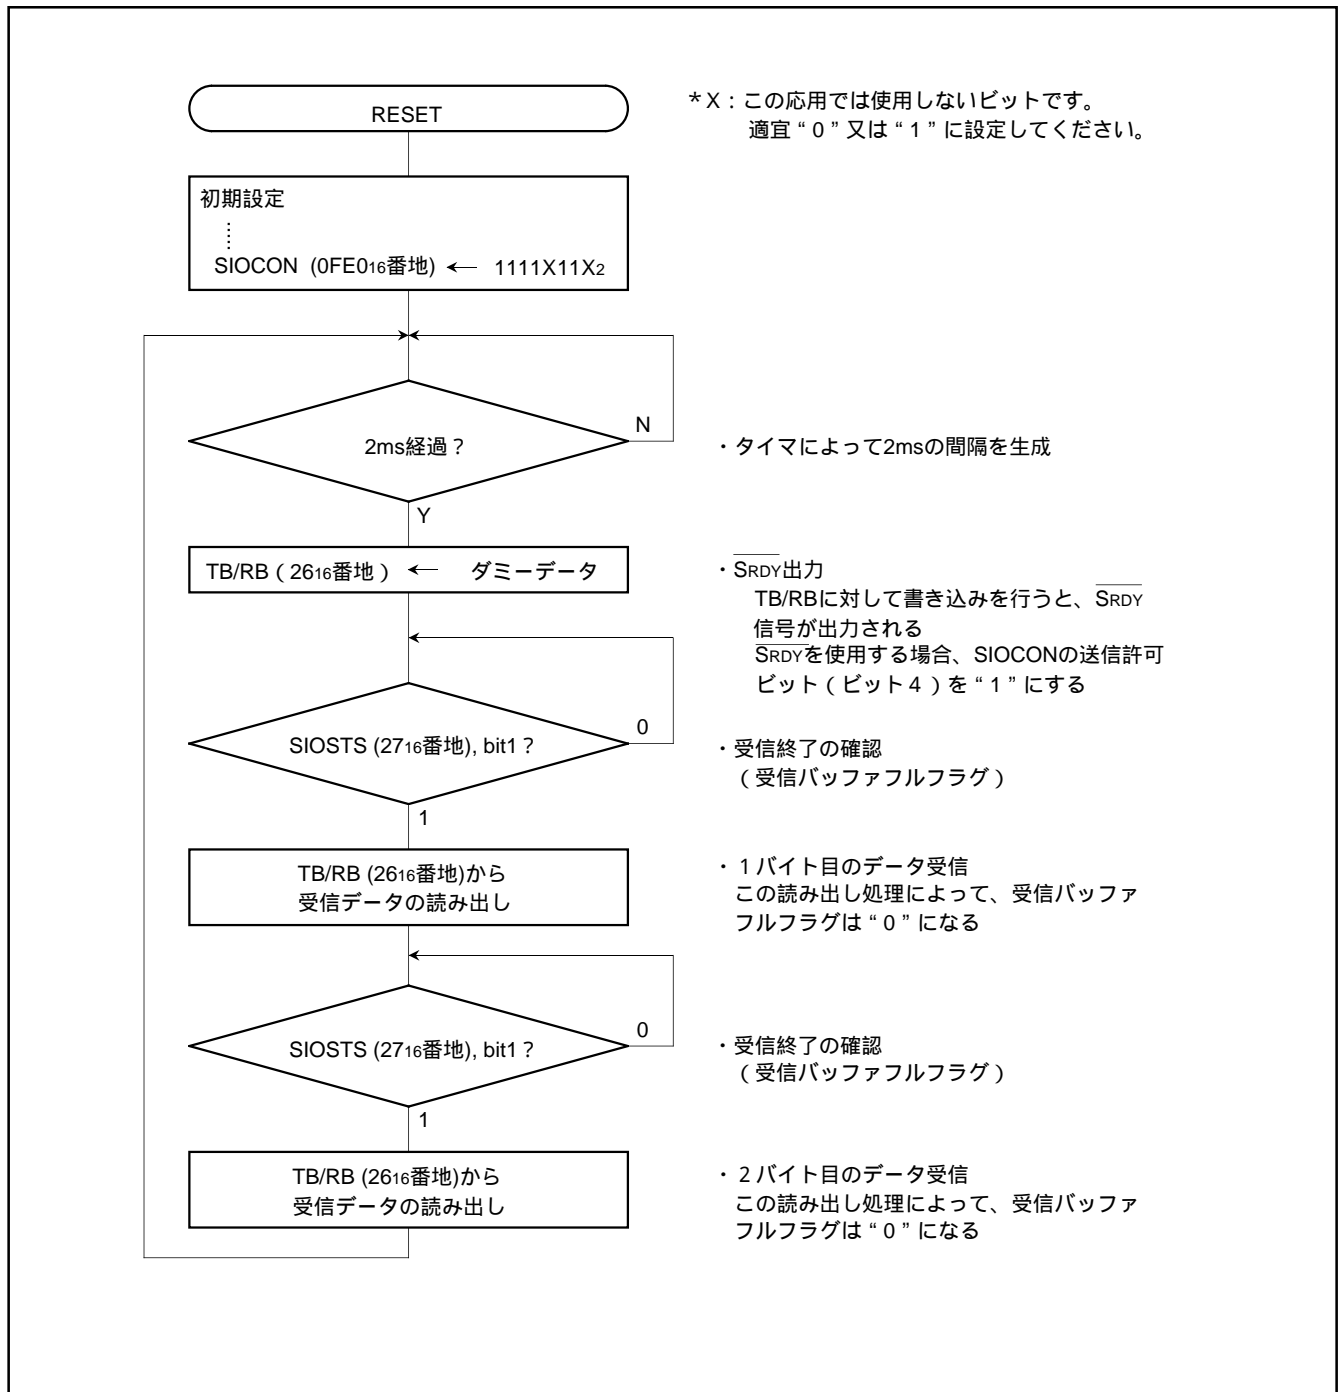 RESET
*X:この応用では使用しないビットです。
適宜“0”又は“1”に設定してください。
初期設定
SIOCON (0FE016番地) ← 1111X11X2
2ms経過?
N
・タイマによって2msの間隔を生成
Y
TB/RB(2616番地) ← ダミーデータ
・SRDY出力
TB/RBに対して書き込みを行うと、SRDY
信号が出力される
SRDYを使用する場合、SIOCONの送信許可
ビット(ビット4)を“1”にする
SIOSTS (2716番地), bit1?
0
・受信終了の確認
(受信バッファフルフラグ)
1
TB/RB (2616番地)から
受信データの読み出し
・1バイト目のデータ受信
この読み出し処理によって、受信バッファ
フルフラグは“0”になる
SIOSTS (2716番地), bit1?
0
・受信終了の確認
(受信バッファフルフラグ)
1
TB/RB (2616番地)から
受信データの読み出し
・2バイト目のデータ受信
この読み出し処理によって、受信バッファ
フルフラグは“0”になる